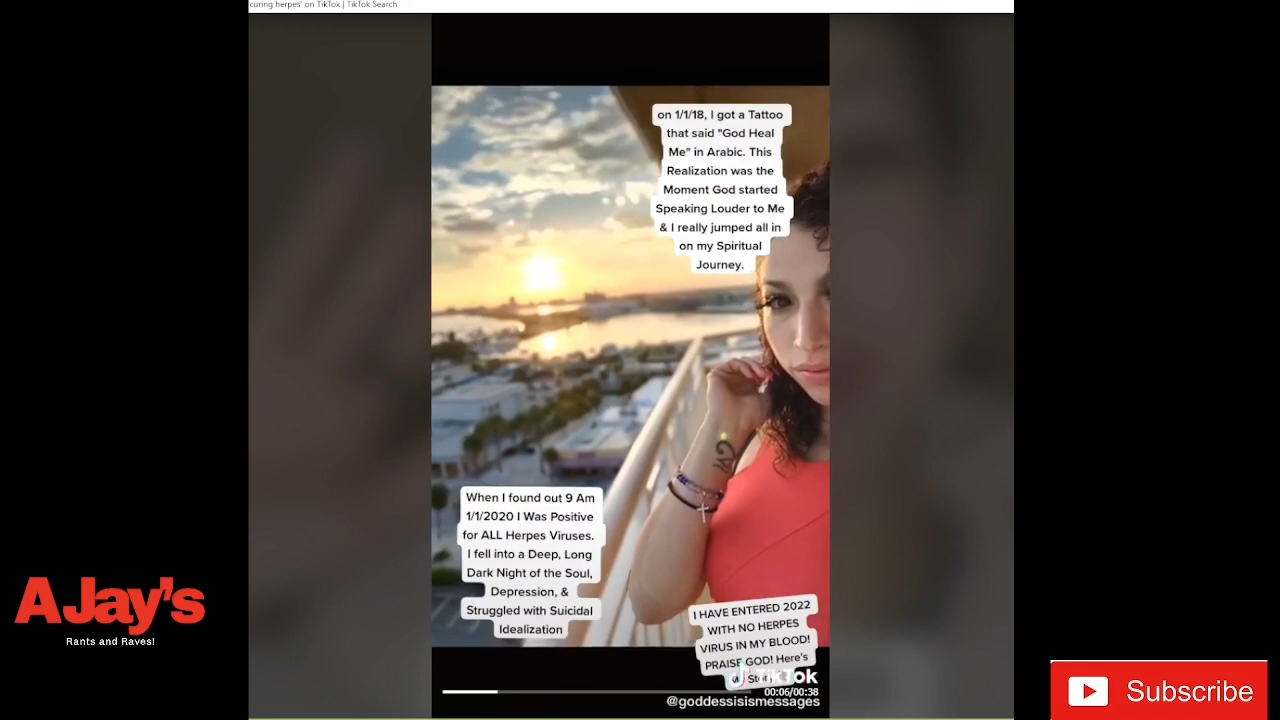 curing herpes' on TikTok | TikTok Search
on 1/1/18, I got a Tattoo
that said "God Heal
Me" in Arabic. This
Realization was the
Moment God started
Speaking Louder to Me
& I really jumped all in
on my Spiritual
Journey.
When I found out 9 Am
1/1/2020 I Was Positive
for ALL Herpes Viruses.
I fell into a Deep, Long
Dark Night of the Soul,
Depression, &
Struggled with Suicidal
Idealization
I HAVE ENTERED 2022
WITH NO HERPES
VIRUS IN MY BLOOD!
PRAISE GOD! Here's
TikTok
00:06/00:38
@goddessisismessages
AJay's
Rants and Raves!
Subscribe